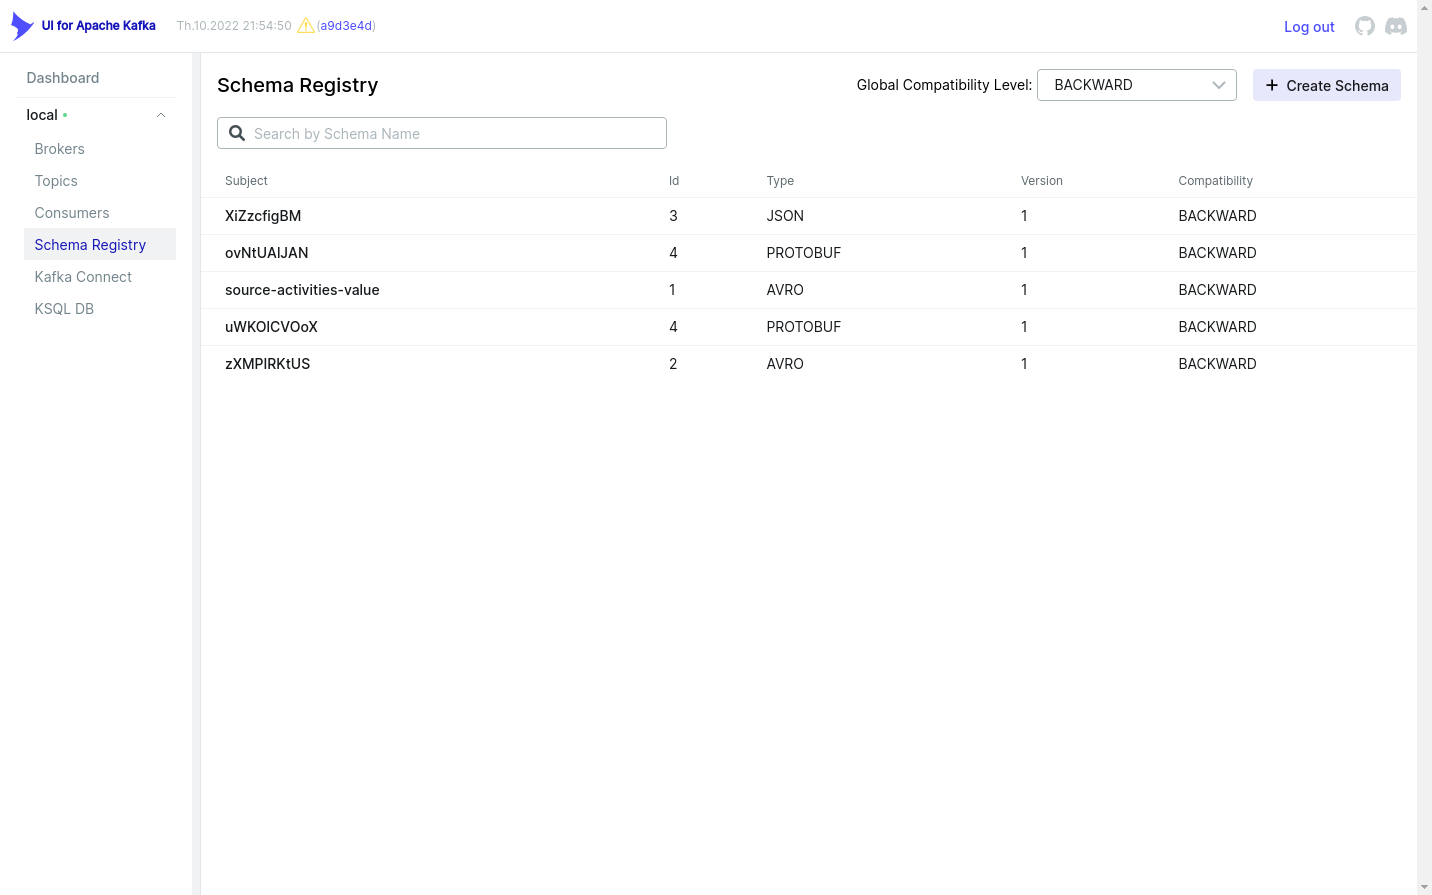 UI for Apache Kafka Th.10.2022 21:54:50 (a9d3e4d) Log out
Dashboard
local
Brokers
Topics
Consumers
Schema Registry
Kafka Connect
KSQL DB
Schema Registry Global Compatibility Level: BACKWARD Create Schema
Search by Schema Name
Subject Id Type Version Compatibility
XiZzcfigBM 3 JSON 1 BACKWARD
ovNtUAIJAN 4 PROTOBUF 1 BACKWARD
source-activities-value 1 AVRO 1 BACKWARD
uWKOICVOoX 4 PROTOBUF 1 BACKWARD
zXMPIRKtUS 2 AVRO 1 BACKWARD